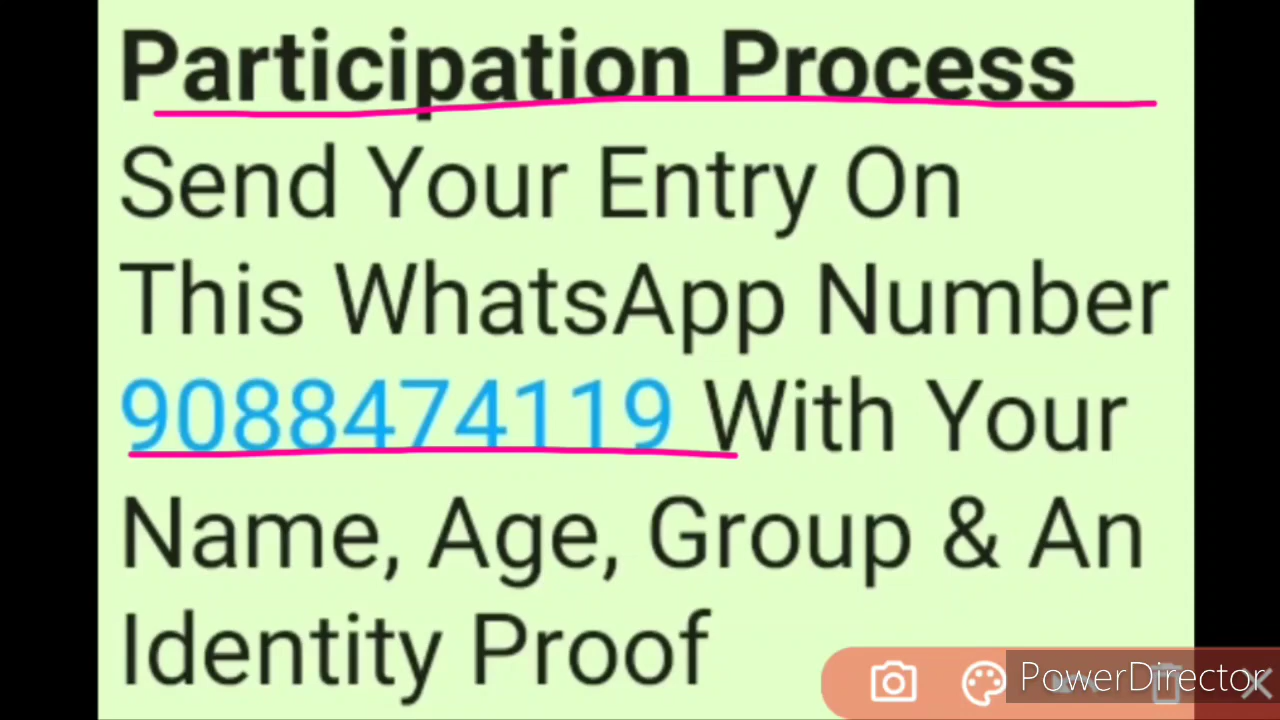 Participation Process
Send Your Entry On
This WhatsApp Number
9088474119 With Your
Name, Age, Group & An
Identity Proof
PowerDirector